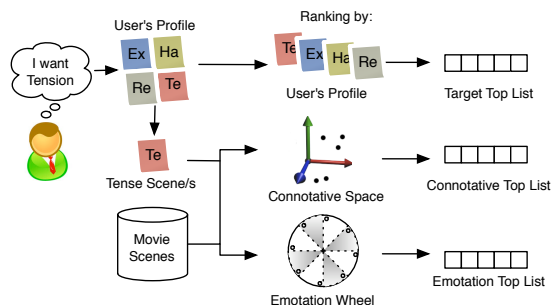 User's Profile
Ranking by:
I want
Tension
Ex
Ha
Re
Te
Te
Ex
Ha
Re
User's Profile
Target Top List
Te
Tense Scene/s
Connotative Space
Connotative Top List
Movie
Scenes
Emotation Wheel
Emotation Top List